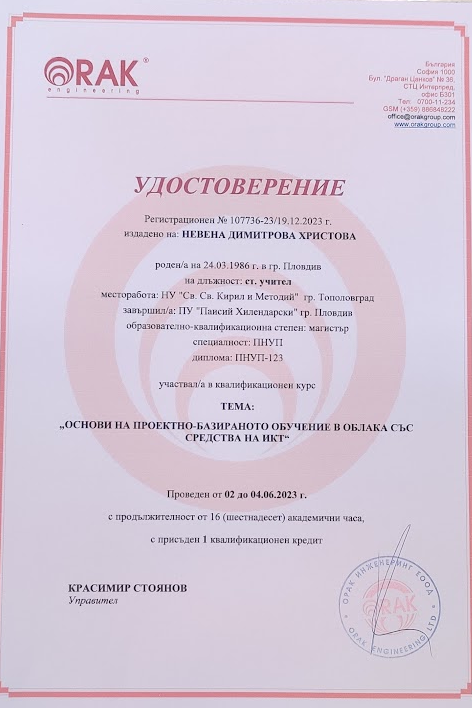 ORAK®
engineering
България
София 1000
Бул. "Драган Цанков" № 36,
СТЦ Интерпред,
офис Б301
Тел: 0700-11-234
GSM (+359) 886848222
office@orakgroup.com
www.orakgroup.com
УДОСТОВЕРЕНИЕ
Регистрационен № 107736-23/19.12.2023 г.
издадено на: НЕВЕНА ДИМИТРОВА ХРИСТОВА
роден/а на 24.03.1986 г. в гр. Пловдив
на длъжност: ст. учител
месторабота: НУ "Св. Св. Кирил и Методий" гр. Тополовград
завършил/а: ПУ "Паисий Хилендарски" гр. Пловдив
образователно-квалификационна степен: магистър
специалност: ПНУП
диплома: ПНУП-123
участвал/а в квалификационен курс
ТЕМА:
„ОСНОВИ НА ПРОЕКТНО-БАЗИРАНОТО ОБУЧЕНИЕ В ОБЛАКА СЪС
СРЕДСТВА НА ИКТ“
Проведен от 02 до 04.06.2023 г.
с продължителност от 16 (шестнадесет) академични часа,
с присъден 1 квалификационен кредит
КРАСИМИР СТОЯНОВ
Управител
ОРАК ИНЖЕНЕРИНГ ЕООД
ORAK
ORAK ENGINEERING LTD